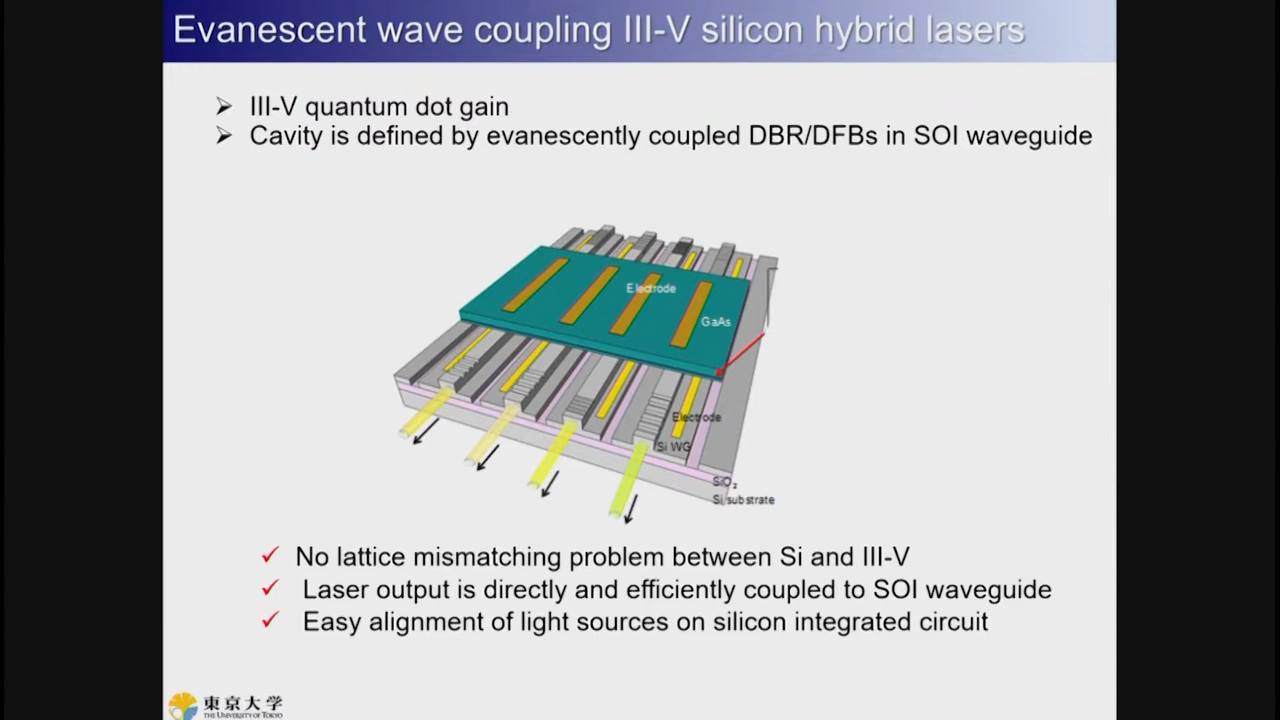 Evanescent wave coupling III-V silicon hybrid lasers
III-V quantum dot gain
Cavity is defined by evanescently coupled DBR/DFBs in SOI waveguide
Electrode
GaAs
Electrode
Si WG
SiO₂
Si substrate
No lattice mismatching problem between Si and III-V
Laser output is directly and efficiently coupled to SOI waveguide
Easy alignment of light sources on silicon integrated circuit
東京大学
THE UNIVERSITY OF TOKYO